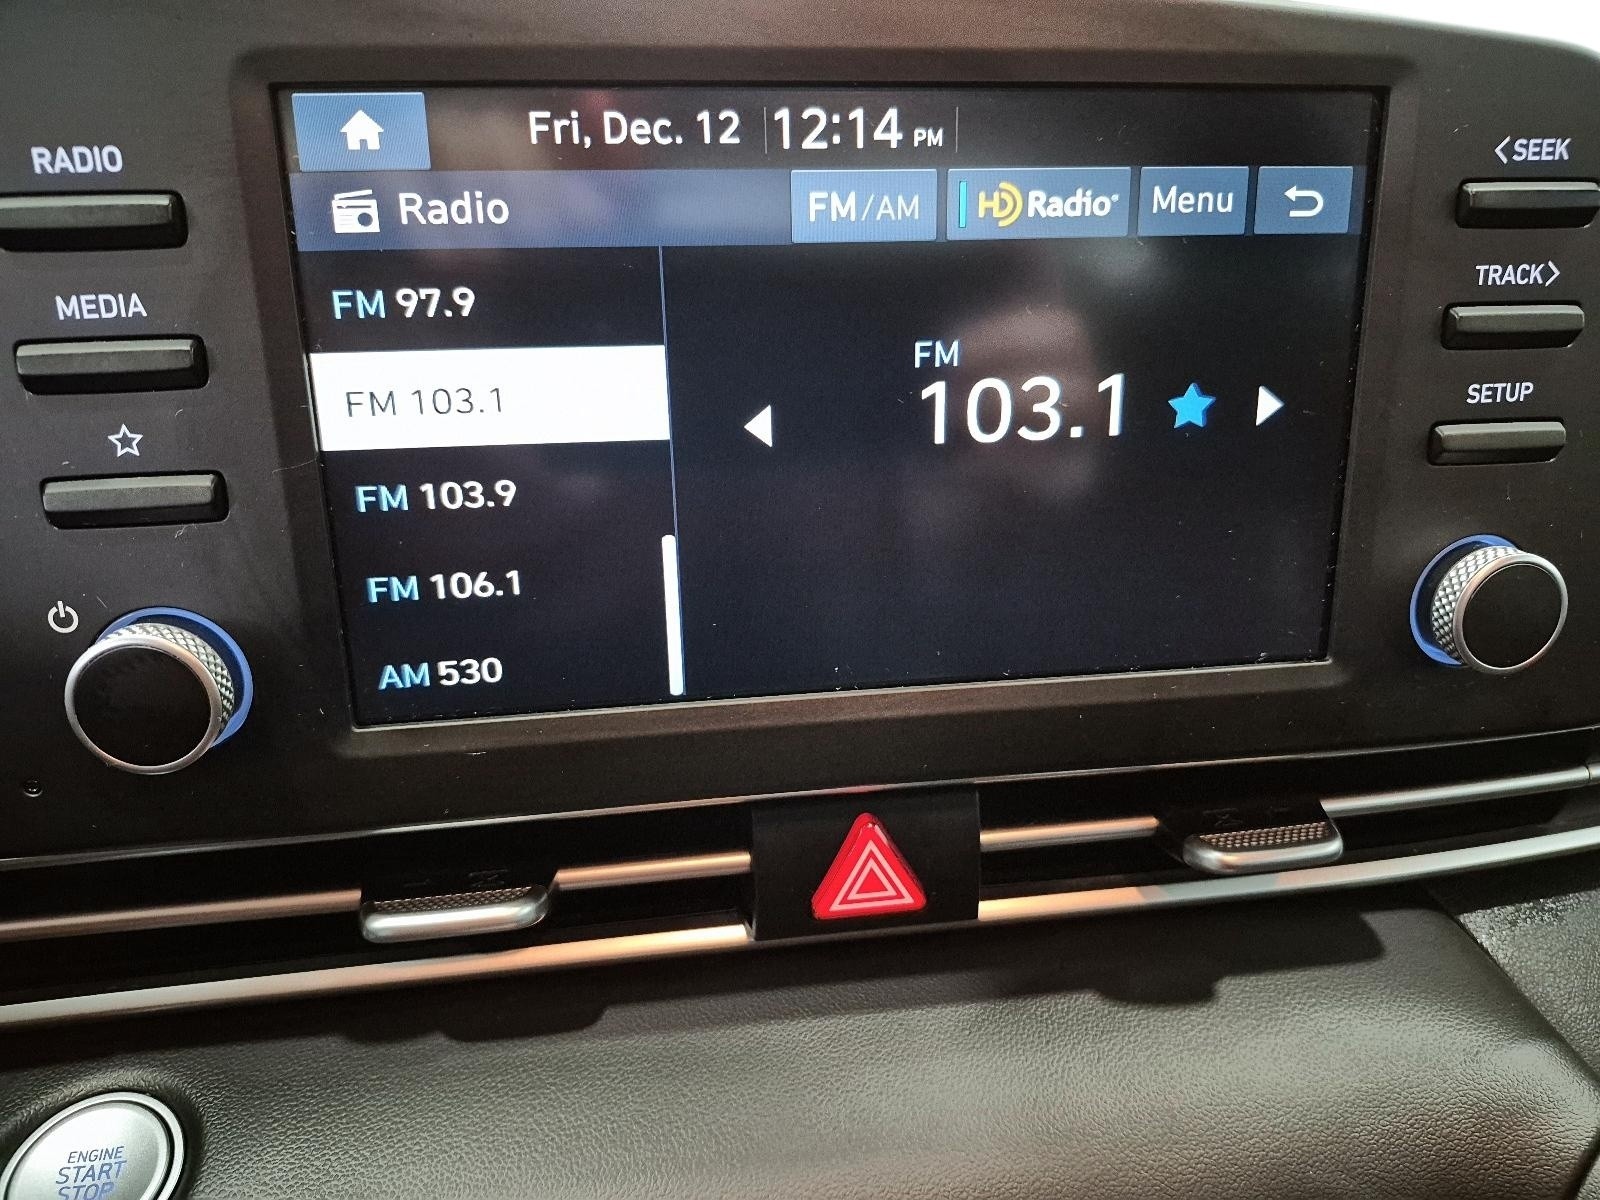 Fri, Dec. 12 12:14 PM
RADIO
<SEEK
Radio
FM/AM
HD Radio®
Menu
MEDIA
TRACK>
FM 97.9
FM 103.1
FM 103.9
FM 106.1
AM 530
FM
103.1
SETUP
ENGINE
START
STOP